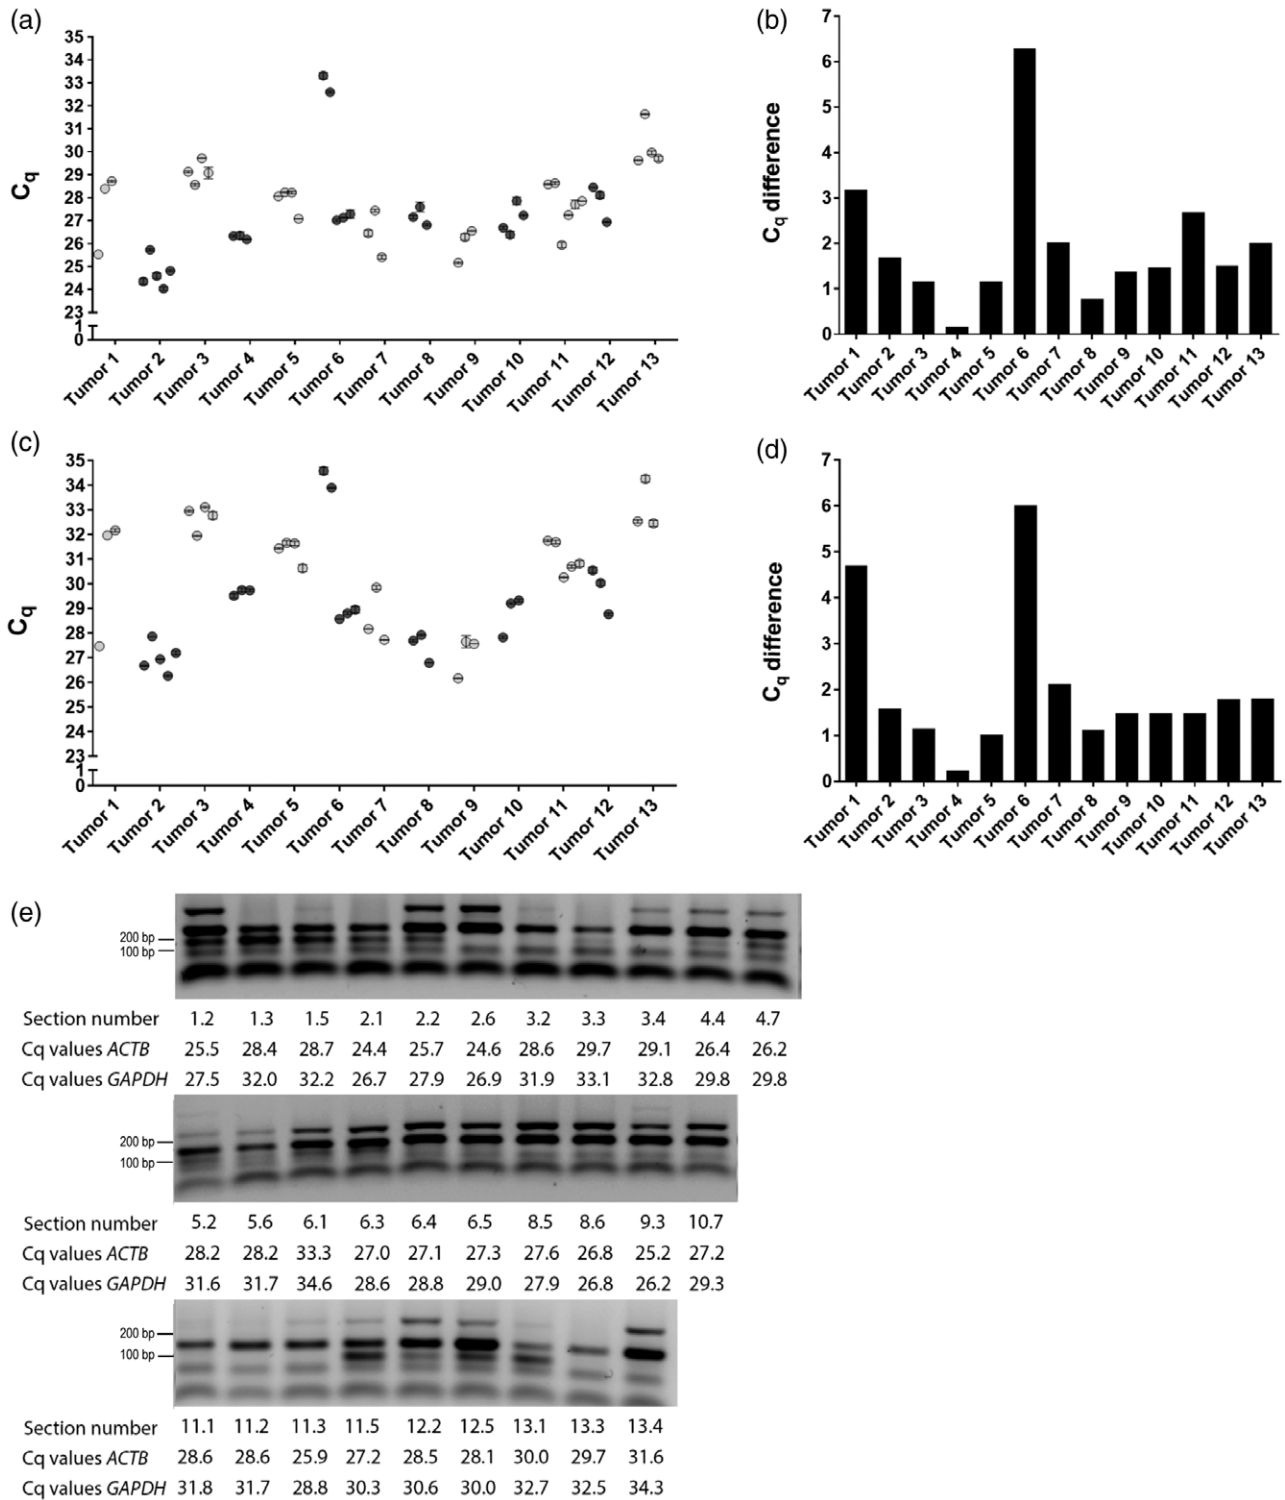 (a)
35
34
33
32
31
30
29
28
27
26
25
24
23
1
0
Cq
Tumor 1
Tumor 2
Tumor 3
Tumor 4
Tumor 5
Tumor 6
Tumor 7
Tumor 8
Tumor 9
Tumor 10
Tumor 11
Tumor 12
Tumor 13
(b)
7
6
5
4
3
2
1
0
Cq difference
Tumor 1
Tumor 2
Tumor 3
Tumor 4
Tumor 5
Tumor 6
Tumor 7
Tumor 8
Tumor 9
Tumor 10
Tumor 11
Tumor 12
Tumor 13
(c)
35
34
33
32
31
30
29
28
27
26
25
24
23
1
0
Cq
Tumor 1
Tumor 2
Tumor 3
Tumor 4
Tumor 5
Tumor 6
Tumor 7
Tumor 8
Tumor 9
Tumor 10
Tumor 11
Tumor 12
Tumor 13
(d)
7
6
5
4
3
2
1
0
Cq difference
Tumor 1
Tumor 2
Tumor 3
Tumor 4
Tumor 5
Tumor 6
Tumor 7
Tumor 8
Tumor 9
Tumor 10
Tumor 11
Tumor 12
Tumor 13
(e)
200 bp
100 bp
Section number 1.2 1.3 1.5 2.1 2.2 2.6 3.2 3.3 3.4 4.4 4.7
Cq values ACTB 25.5 28.4 28.7 24.4 25.7 24.6 28.6 29.7 29.1 26.4 26.2
Cq values GAPDH 27.5 32.0 32.2 26.7 27.9 26.9 31.9 33.1 32.8 29.8 29.8
200 bp
100 bp
Section number 5.2 5.6 6.1 6.3 6.4 6.5 8.5 8.6 9.3 10.7
Cq values ACTB 28.2 28.2 33.3 27.0 27.1 27.3 27.6 26.8 25.2 27.2
Cq values GAPDH 31.6 31.7 34.6 28.6 28.8 29.0 27.9 26.8 26.2 29.3
200 bp
100 bp
Section number 11.1 11.2 11.3 11.5 12.2 12.5 13.1 13.3 13.4
Cq values ACTB 28.6 28.6 25.9 27.2 28.5 28.1 30.0 29.7 31.6
Cq values GAPDH 31.8 31.7 28.8 30.3 30.6 30.0 32.7 32.5 34.3